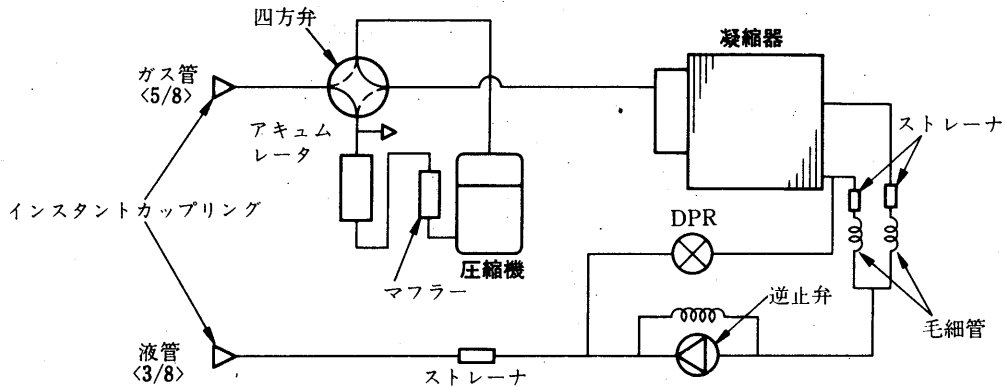 四方弁
凝縮器
ガス管
<5/8>
アキュム
レータ
ストレーナ
インスタントカップリング
DPR
圧縮機
マフラー
逆止弁
毛細管
液管
<3/8>
ストレーナ